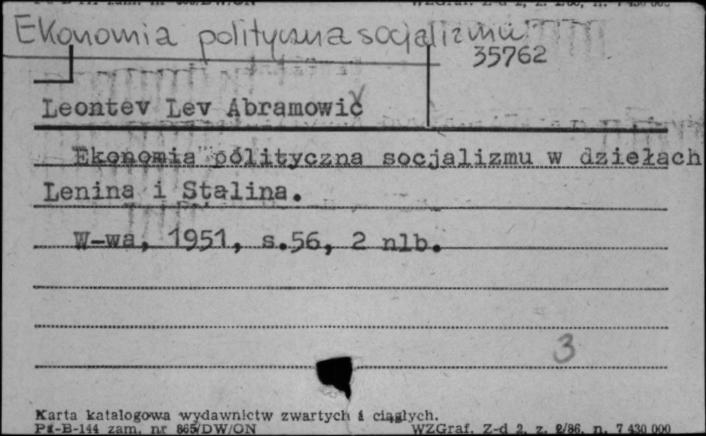 Ekonomia polityczna socjalizmu
35762
Leontev Lev Abramowič
Ekonomia polityczna socjalizmu w dziełach
Lenina i Stalina.
W-wa, 1951, s.56, 2 nlb.
3
Karta katalogowa wydawnictw zwartych i ciągłych.
Pu-B-144 zam. nr 865/DW/ON WZGraf. Z-d 2, z. 2/86, n. 7 430 000